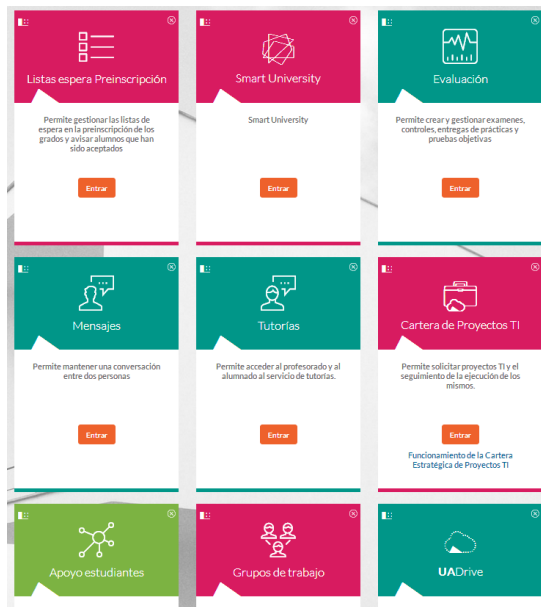 Listas espera Preinscripción
Permite gestionar las listas de
espera en la preinscripción de los
grados y avisar alumnos que han
sido aceptados
Entrar
Smart University
Smart University
Entrar
Evaluación
Permite crear y gestionar examenes,
controles, entregas de prácticas y
pruebas objetivas
Entrar
Mensajes
Permite mantener una conversación
entre dos personas
Entrar
Tutorías
Permite acceder al profesorado y al
alumnado al servicio de tutorías.
Entrar
Cartera de Proyectos TI
Permite solicitar proyectos TI y el
seguimiento de la ejecución de los
mismos.
Entrar
Funcionamiento de la Cartera
Estratégica de Proyectos TI
Apoyo estudiantes
Grupos de trabajo
UADrive